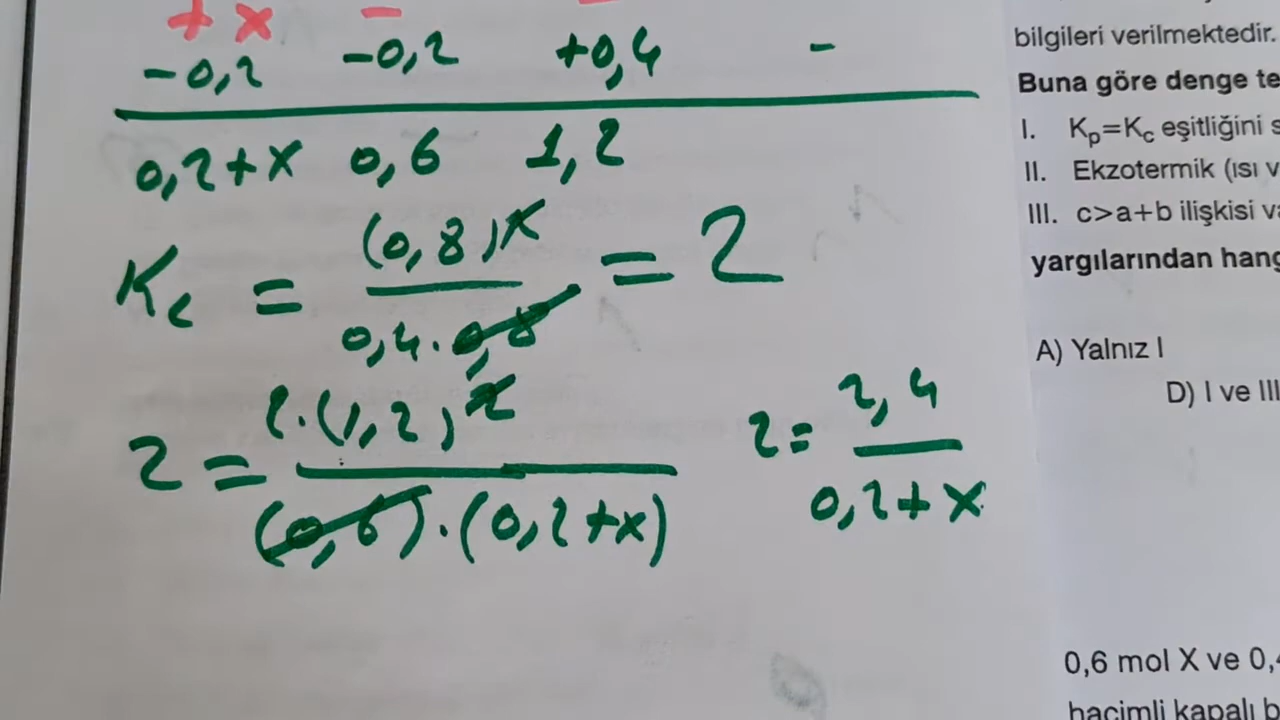 + x −
−0,2 −0,2 +0,4 −
0,2+x 0,6 1,2
Kc = (0,8)2 / 0,4 . 0,8 = 2
2 = 2.(1,2)2 / (0,6).(0,2+x)
2 = 2,4 / 0,2+x
bilgileri verilmektedir.
Buna göre denge te
I. Kp=Kc eşitliğini s
II. Ekzotermik (ısı v
III. c>a+b ilişkisi va
yargılarından hang
A) Yalnız I
D) I ve III
0,6 mol X ve 0,4
hacimli kapalı b